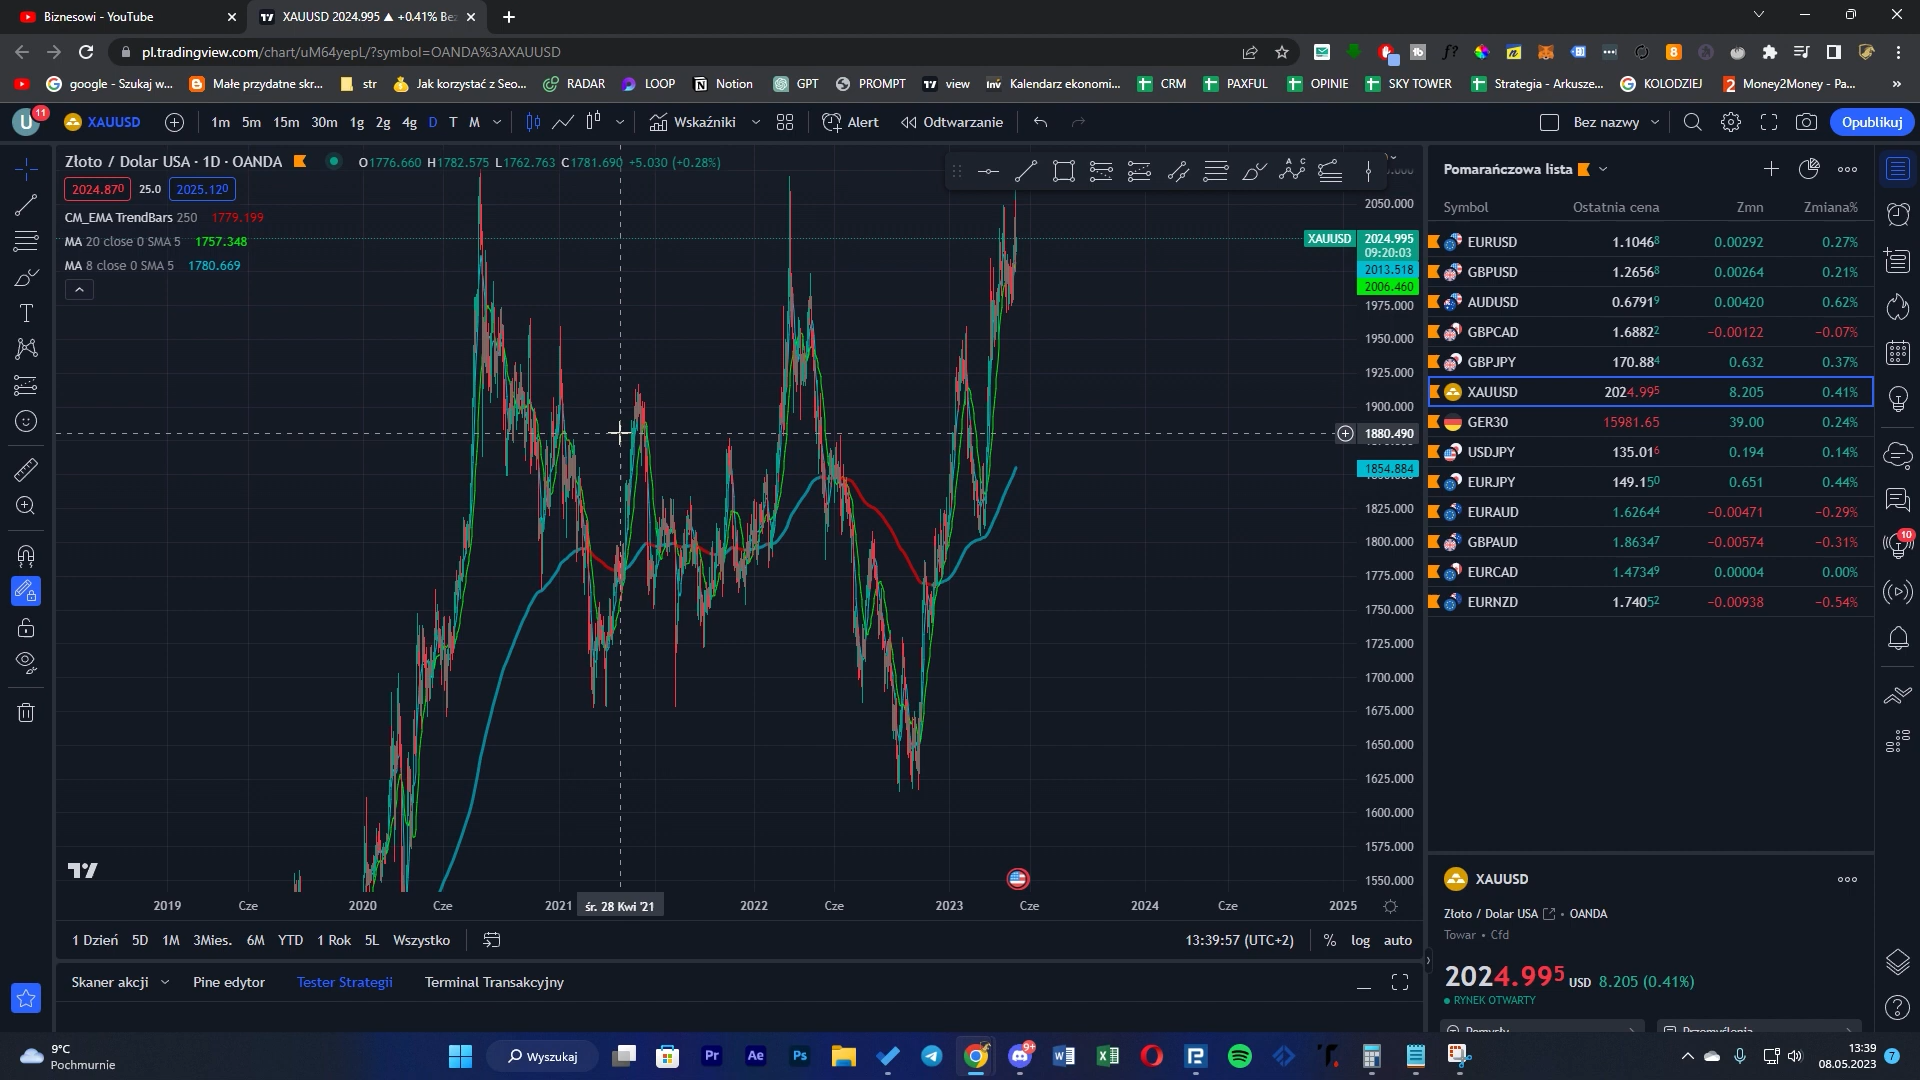 Biznesowi - YouTube
XAUUSD 2024.995 ▲ +0.41% Bez
pl.tradingview.com/chart/uM64yepL/?symbol=OANDA%3AXAUUSD
google - Szukaj w...
Małe przydatne skr...
str
Jak korzystać z Seo...
RADAR
LOOP
Notion
GPT
PROMPT
view
Kalendarz ekonomi...
CRM
PAXFUL
OPINIE
SKY TOWER
Strategia - Arkusze...
KOLODZIEJ
Money2Money - Pa...
U 11
XAUUSD
1m 5m 15m 30m 1g 2g 4g D T M
Wskaźniki
Alert
Odtwarzanie
Bez nazwy
Opublikuj
Złoto / Dolar USA · 1D · OANDA
O1776.660 H1782.575 L1762.763 C1781.690 +5.030 (+0.28%)
2024.870 25.0 2025.120
CM_EMA TrendBars 250 1779.199
MA 20 close 0 SMA 5 1757.348
MA 8 close 0 SMA 5 1780.669
2050.000
XAUUSD 2024.995
09:20:03
2013.518
2006.460
1975.000
1950.000
1925.000
1900.000
1880.490
1854.884
1825.000
1800.000
1775.000
1750.000
1725.000
1700.000
1675.000
1650.000
1625.000
1600.000
1575.000
1550.000
2019 Cze 2020 Cze 2021 śr. 28 Kwi '21 2022 Cze 2023 Cze 2024 Cze 2025
1 Dzień 5D 1M 3Mies. 6M YTD 1 Rok 5L Wszystko
13:39:57 (UTC+2) % log auto
Skaner akcji Pine edytor Tester Strategii Terminal Transakcyjny
Pomarańczowa lista
Symbol Ostatnia cena Zmn Zmiana%
EURUSD 1.10468 0.00292 0.27%
GBPUSD 1.26568 0.00264 0.21%
AUDUSD 0.67919 0.00420 0.62%
GBPCAD 1.68822 −0.00122 −0.07%
GBPJPY 170.884 0.632 0.37%
XAUUSD 2024.995 8.205 0.41%
GER30 15981.65 39.00 0.24%
USDJPY 135.016 0.194 0.14%
EURJPY 149.150 0.651 0.44%
EURAUD 1.62644 −0.00471 −0.29%
GBPAUD 1.86347 −0.00574 −0.31%
EURCAD 1.47349 0.00004 0.00%
EURNZD 1.74052 −0.00938 −0.54%
10
XAUUSD
Złoto / Dolar USA • OANDA
Towar • Cfd
2024.995 USD 8.205 (0.41%)
RYNEK OTWARTY
Pomysły
Przemyślenia
9°C
Pochmurnie
Wyszukaj
Pr
Ae
Ps
9+
13:39
08.05.2023
7